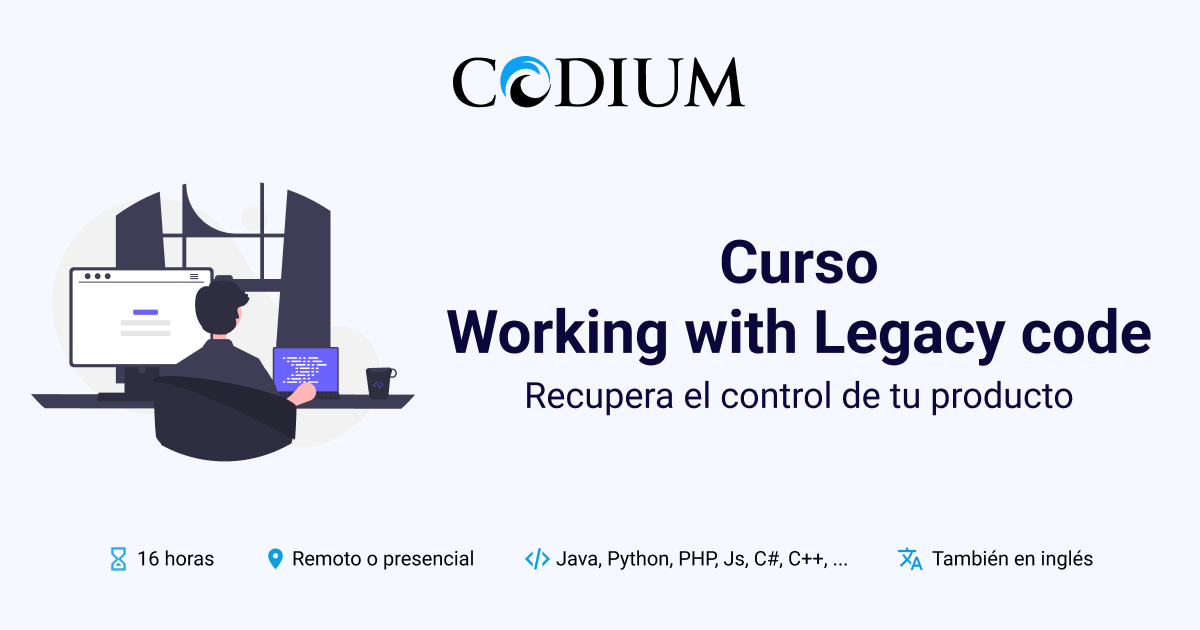 CODIUM
Curso
Working with Legacy code
Recupera el control de tu producto
16 horas
Remoto o presencial
Java, Python, PHP, Js, C#, C++, ...
También en inglés